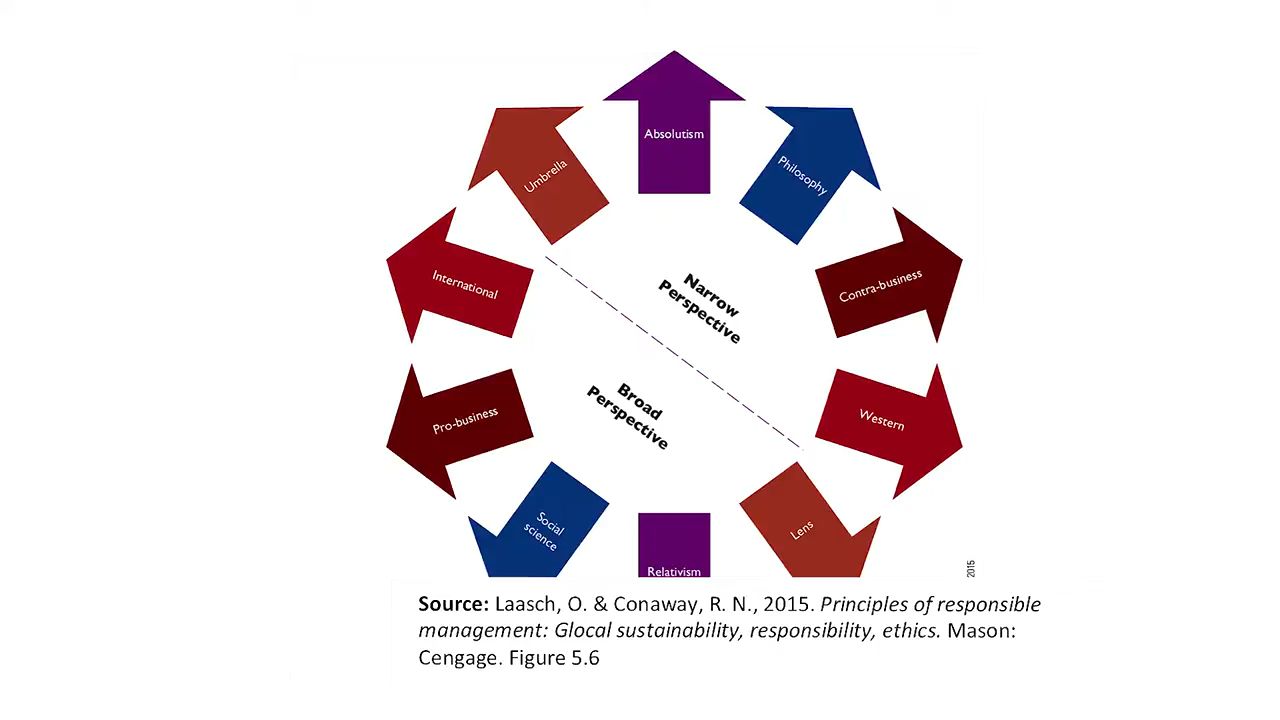 Absolutism
Philosophy
Umbrella
Contra-business
International
Narrow
Perspective
Broad
Perspective
Western
Pro-business
Social
science
Lens
Relativism
2015
Source: Laasch, O. & Conaway, R. N., 2015. Principles of responsible
management: Glocal sustainability, responsibility, ethics. Mason:
Cengage. Figure 5.6